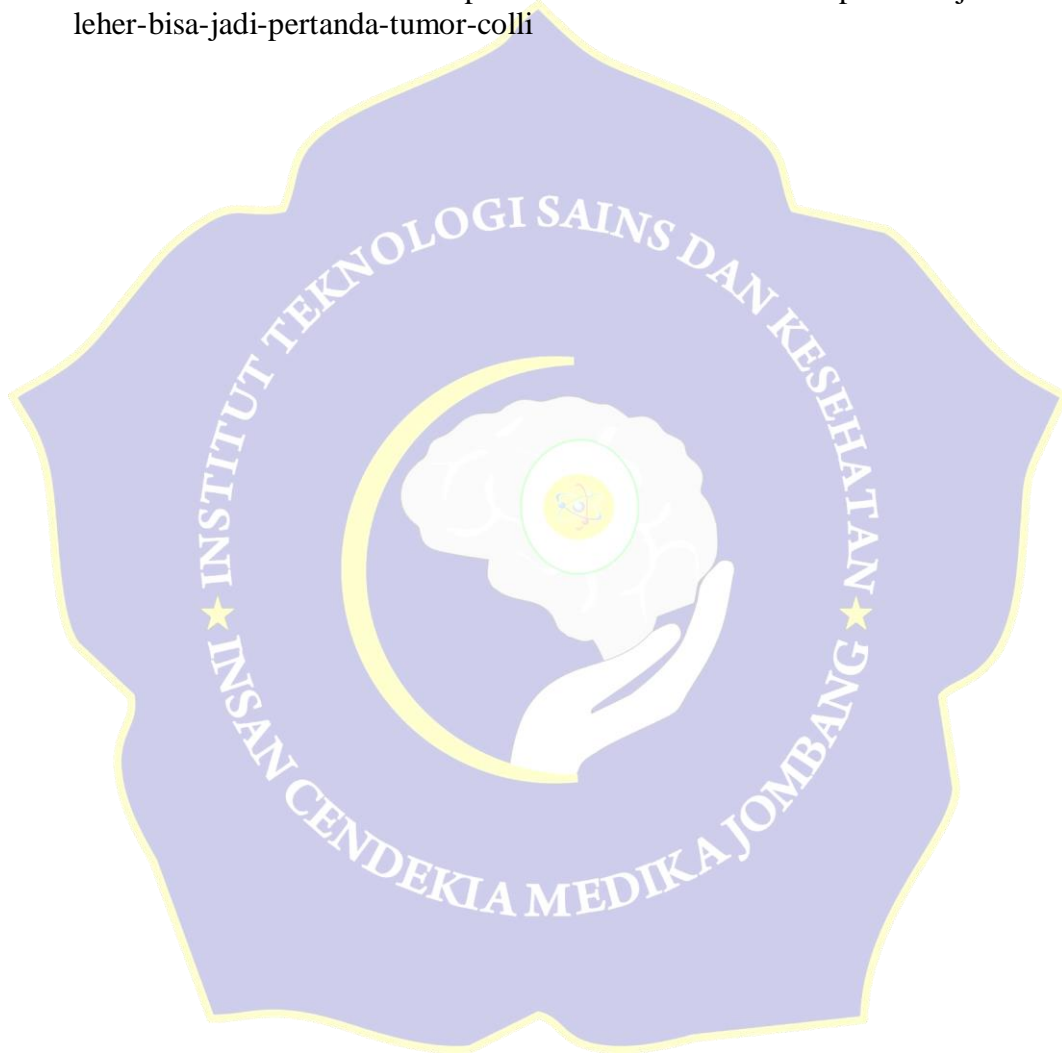 leher-bisa-jadi-pertanda-tumor-colli
INSTITUT TEKNOLOGI SAINS DAN KESEHATAN
INSAN CENDEKIA MEDIKA JOMBANG